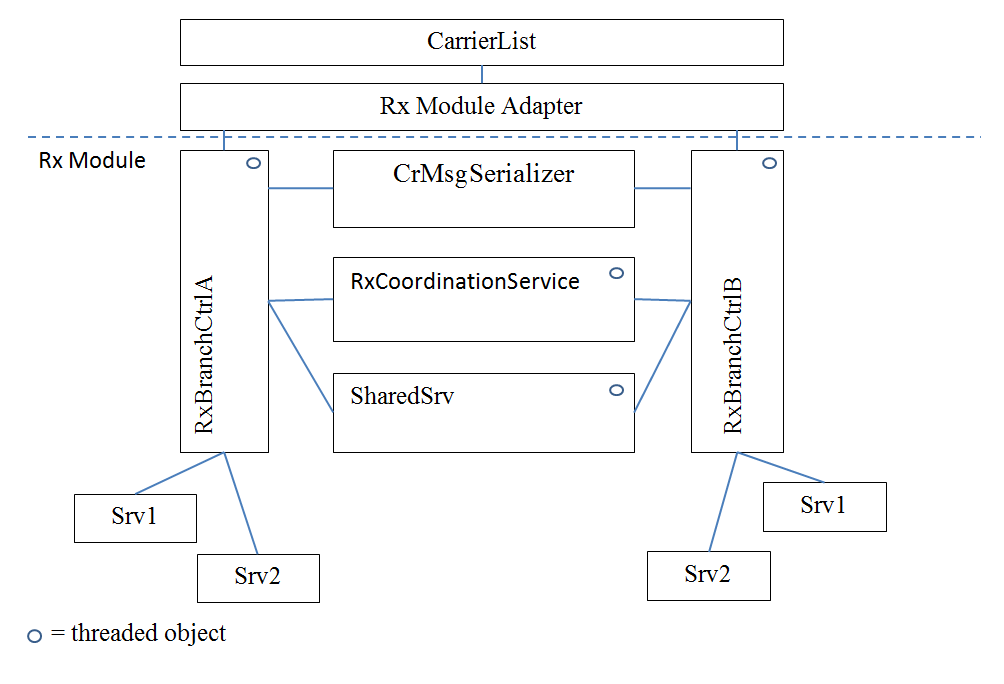 CarrierList
Rx Module Adapter
Rx Module
CrMsgSerializer
RxCoordinationService
RxBranchCtrlA
RxBranchCtrlB
SharedSrv
Srv1
Srv1
Srv2
Srv2
= threaded object